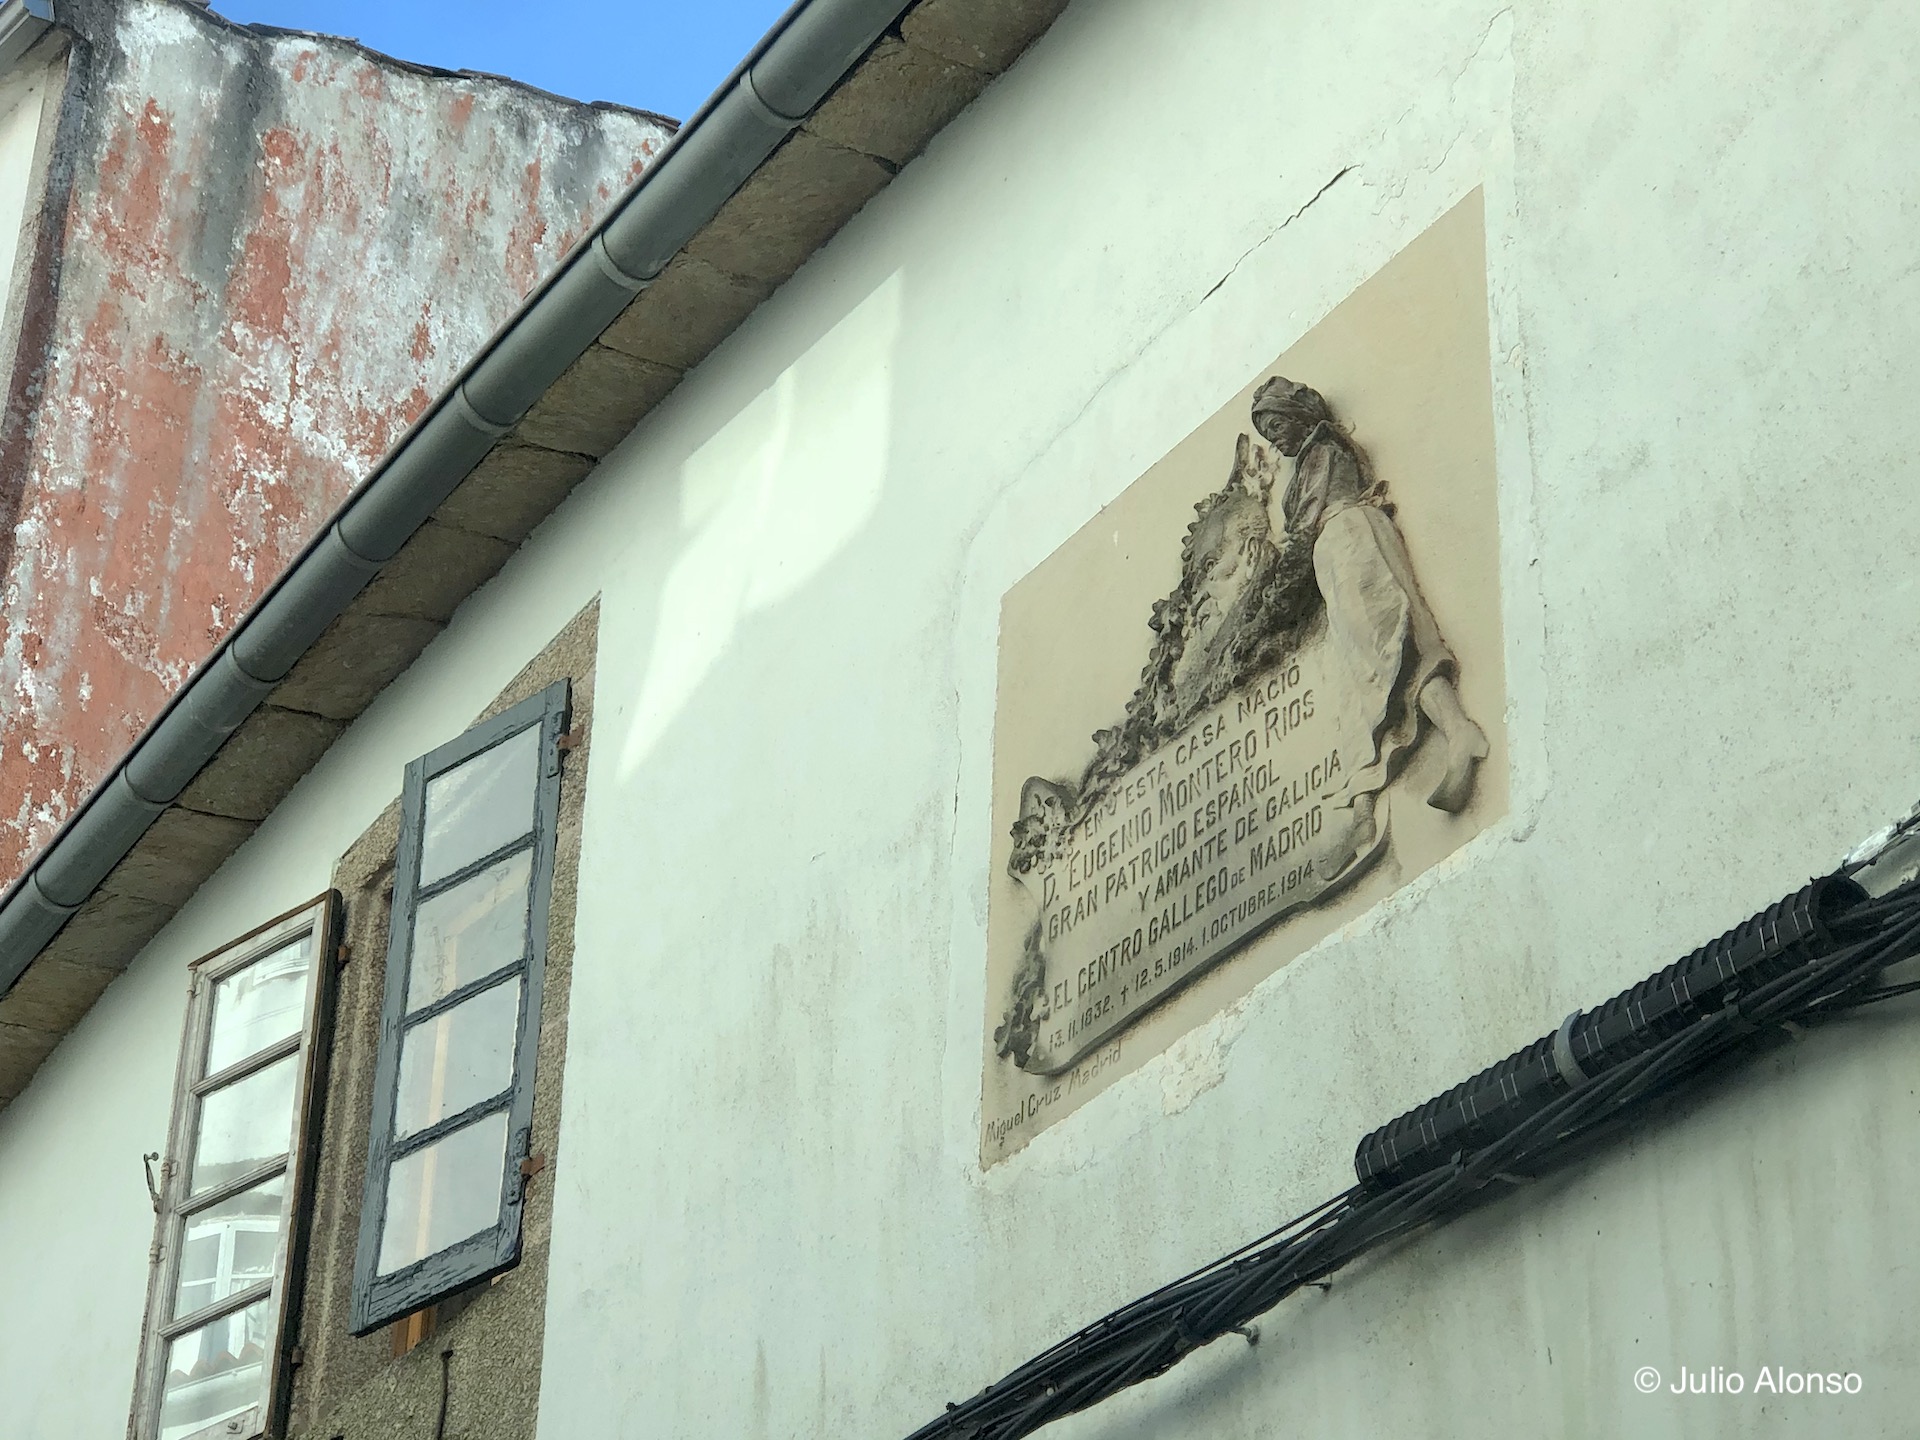 EN ESTA CASA NACIÓ
D. EUGENIO MONTERO RIOS
GRAN PATRICIO ESPAÑOL
Y AMANTE DE GALICIA
EL CENTRO GALLEGO DE MADRID
13.11.1832. † 12.5.1914. 1.OCTUBRE.1914
Miguel Cruz Madrid
© Julio Alonso